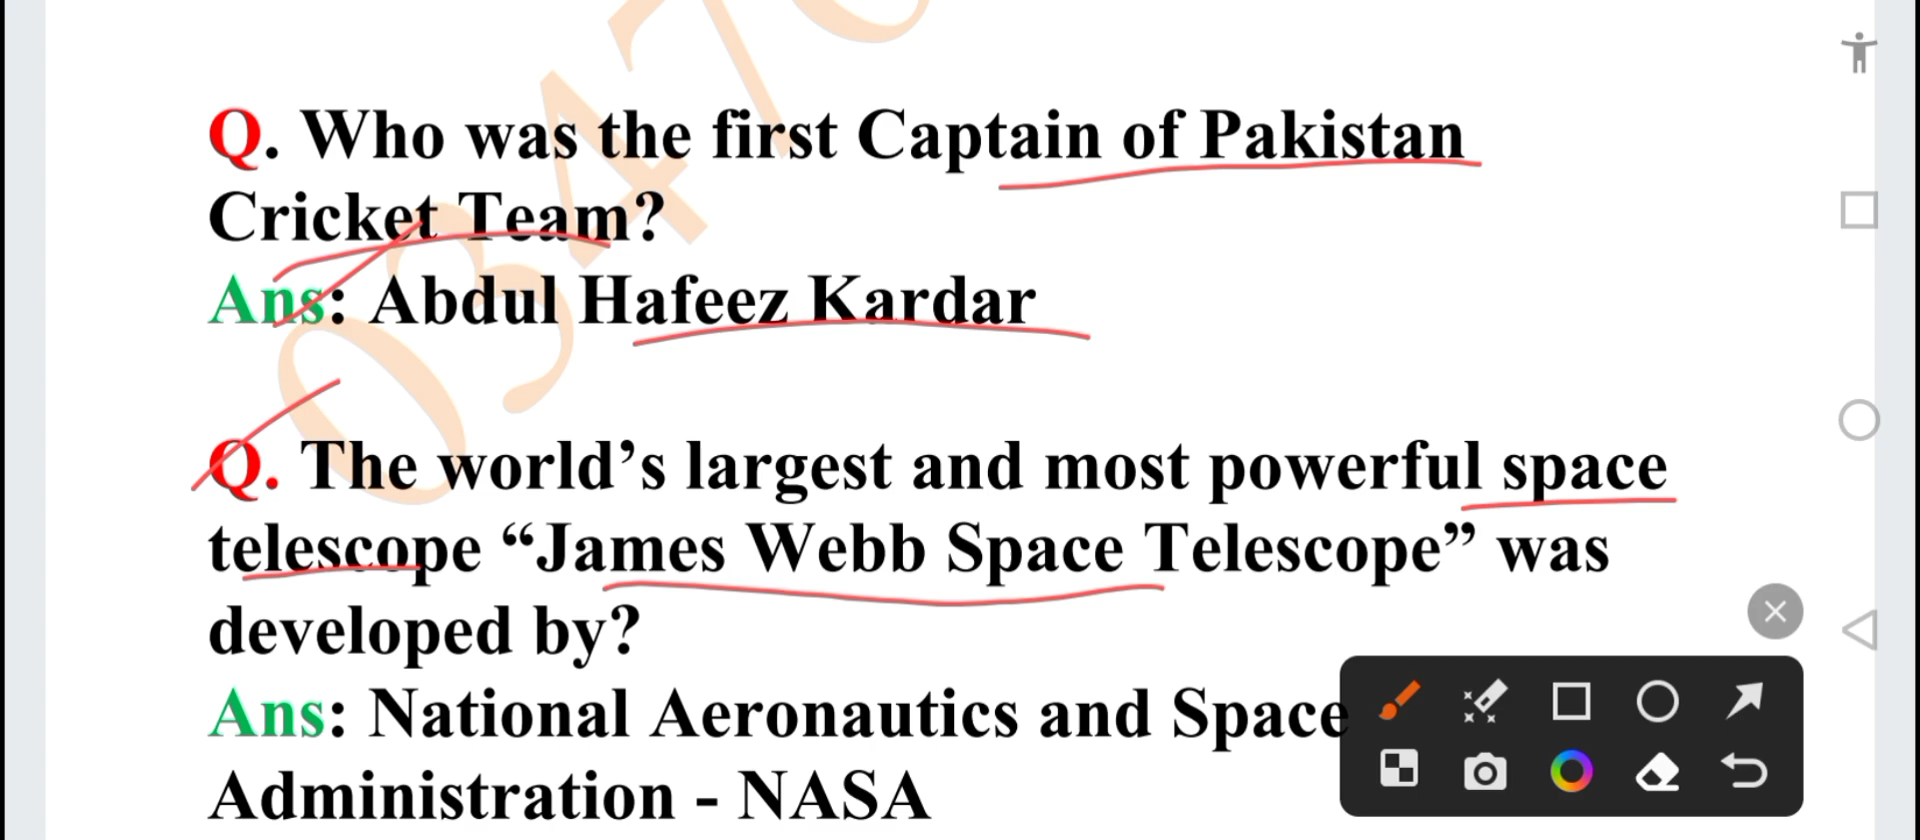 Q. Who was the first Captain of Pakistan
Cricket Team?
Ans: Abdul Hafeez Kardar
Q. The world’s largest and most powerful space
telescope “James Webb Space Telescope” was
developed by?
Ans: National Aeronautics and Space
Administration - NASA
0347